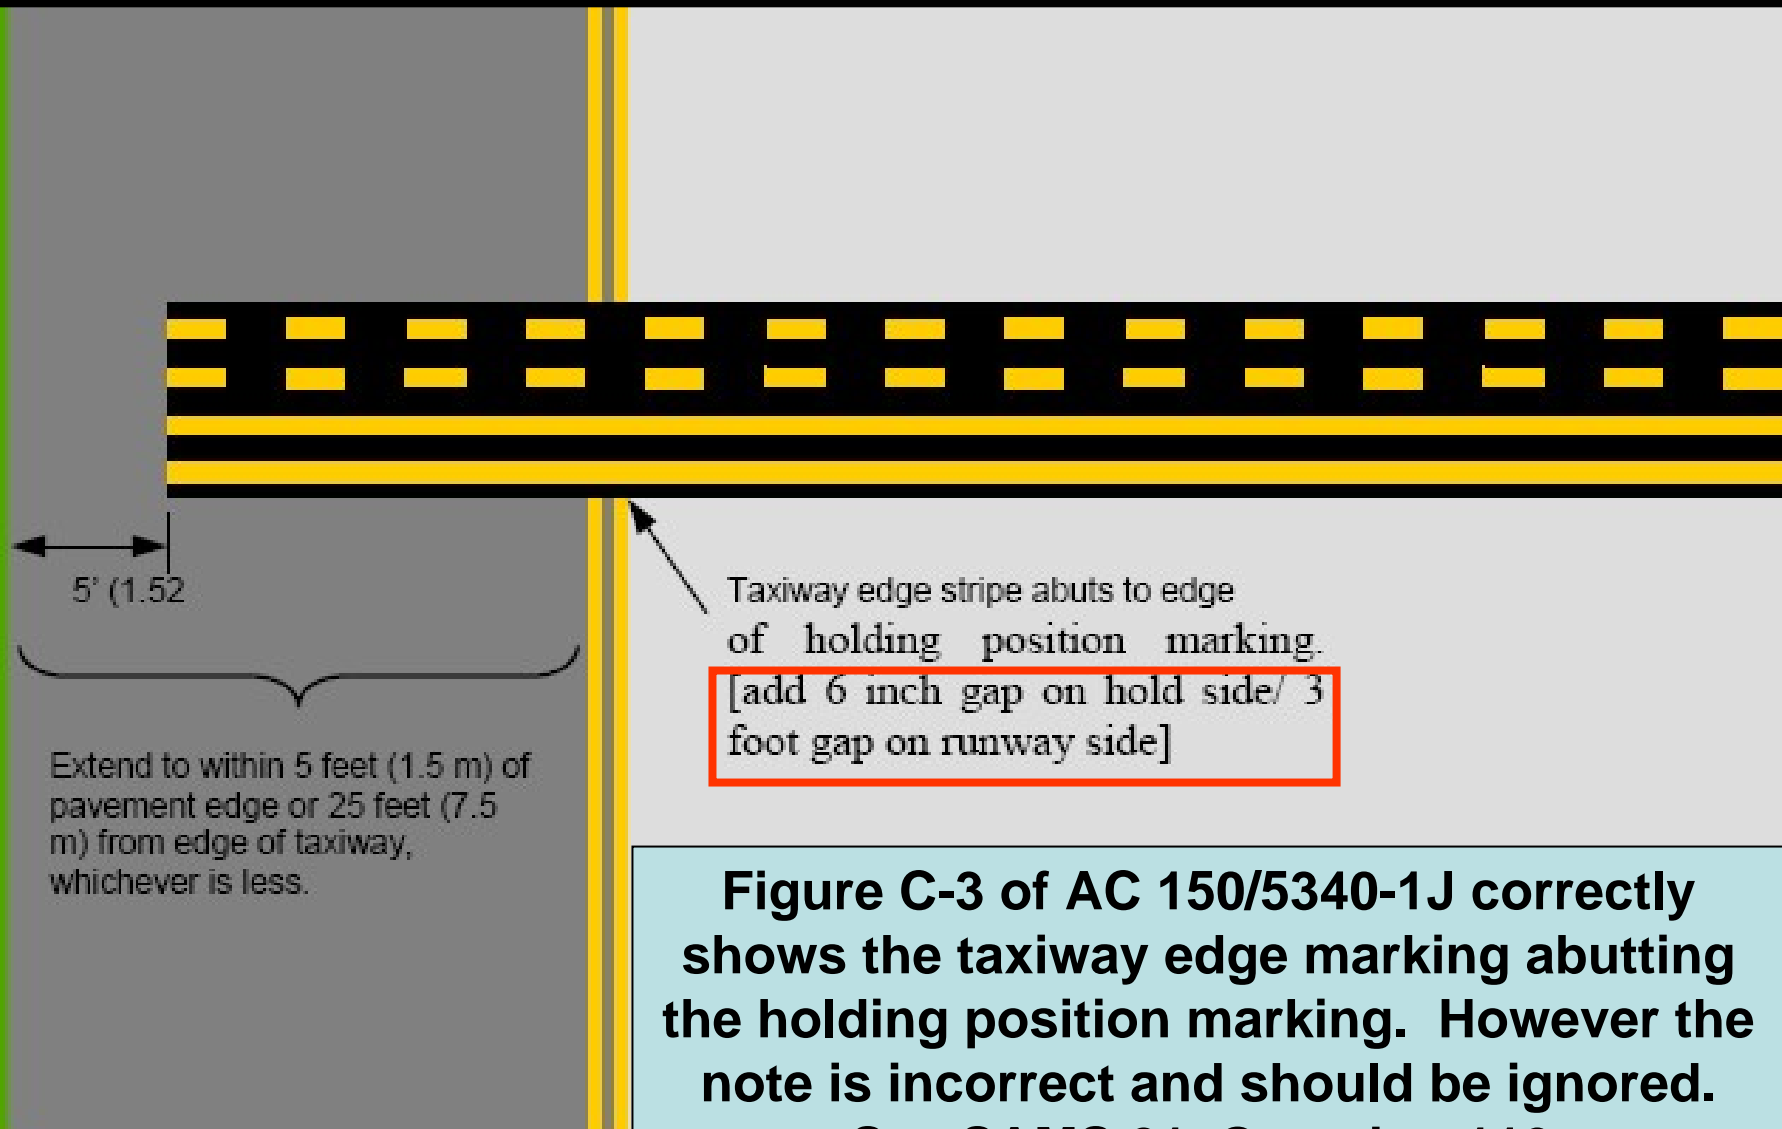 5’ (1.52
Taxiway edge stripe abuts to edge
of holding position marking.
[add 6 inch gap on hold side/ 3
foot gap on runway side]
Extend to within 5 feet (1.5 m) of
pavement edge or 25 feet (7.5
m) from edge of taxiway,
whichever is less.
Figure C-3 of AC 150/5340-1J correctly
shows the taxiway edge marking abutting
the holding position marking. However the
note is incorrect and should be ignored.